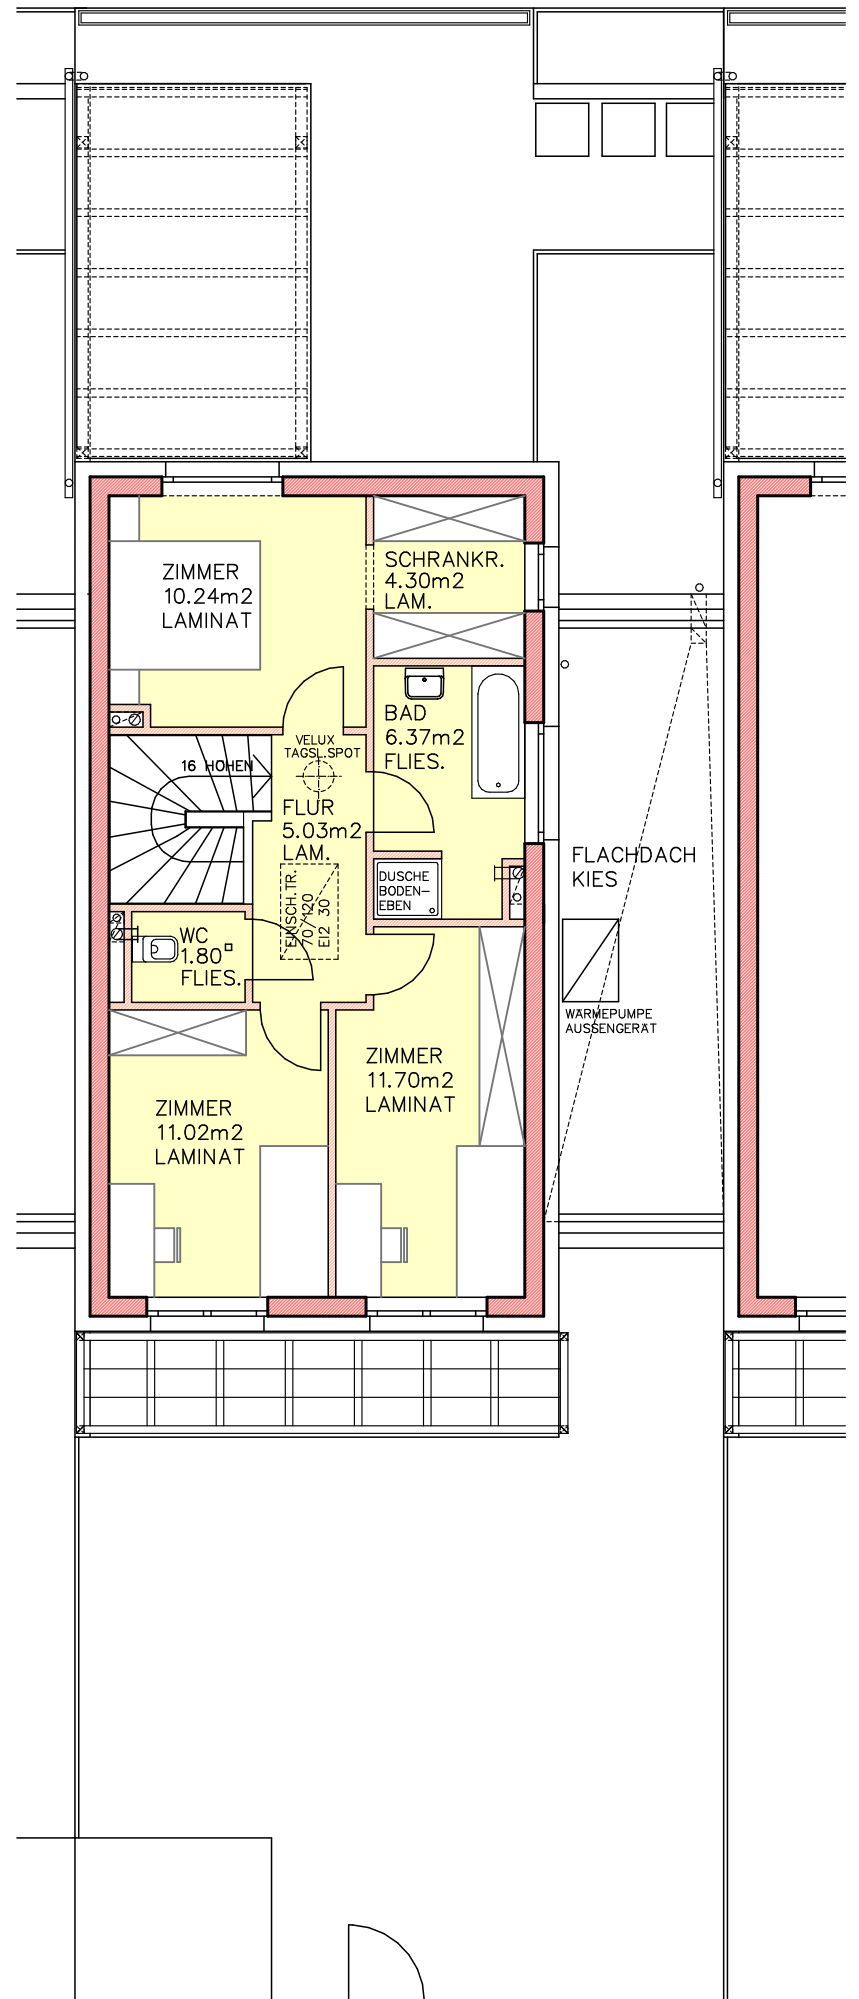 ZIMMER
10.24m2
LAMINAT
SCHRANKR.
4.30m2
LAM.
BAD
6.37m2
FLIES.
VELUX
TAGSL.SPOT
16 HÖHEN
FLUR
5.03m2
LAM.
EINSCH.TR.
70/120
EI2 30
DUSCHE
BODEN-
EBEN
FLACHDACH
KIES
WC
1.80
FLIES.
WÄRMEPUMPE
AUSSENGERÄT
ZIMMER
11.70m2
LAMINAT
ZIMMER
11.02m2
LAMINAT